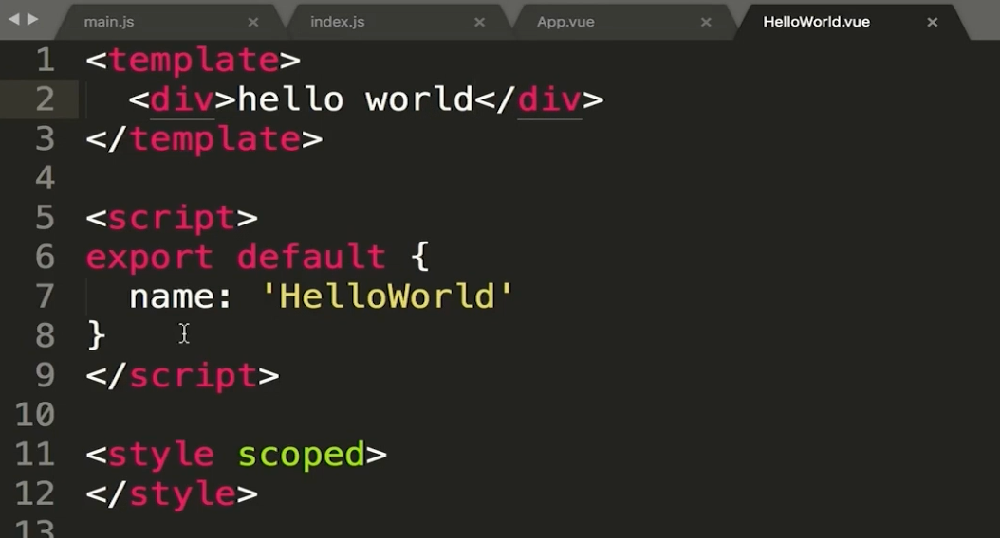 main.js index.js App.vue HelloWorld.vue
1 <template>
2   <div>hello world</div>
3 </template>
4
5 <script>
6 export default {
7   name: 'HelloWorld'
8 }
9 </script>
10
11 <style scoped>
12 </style>
13